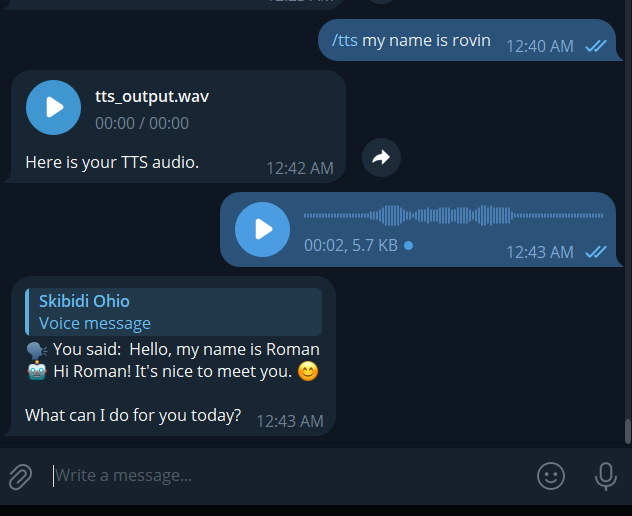 /tts my name is rovin 12:40 AM
tts_output.wav
00:00 / 00:00
Here is your TTS audio. 12:42 AM
00:02, 5.7 KB 12:43 AM
Skibidi Ohio
Voice message
🗣️ You said: Hello, my name is Roman
🤖 Hi Roman! It's nice to meet you. 😊
What can I do for you today? 12:43 AM
Write a message...